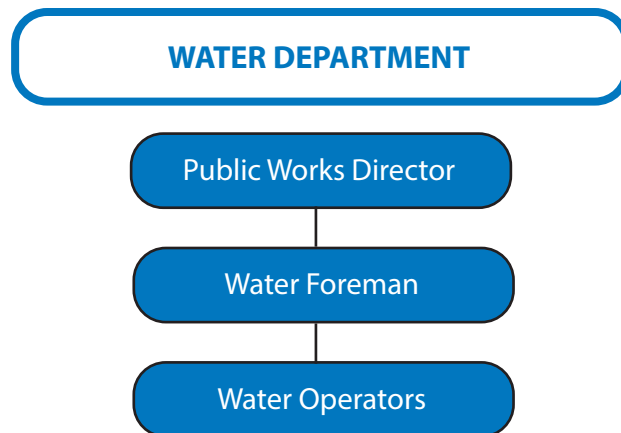 WATER DEPARTMENT
Public Works Director
Water Foreman
Water Operators